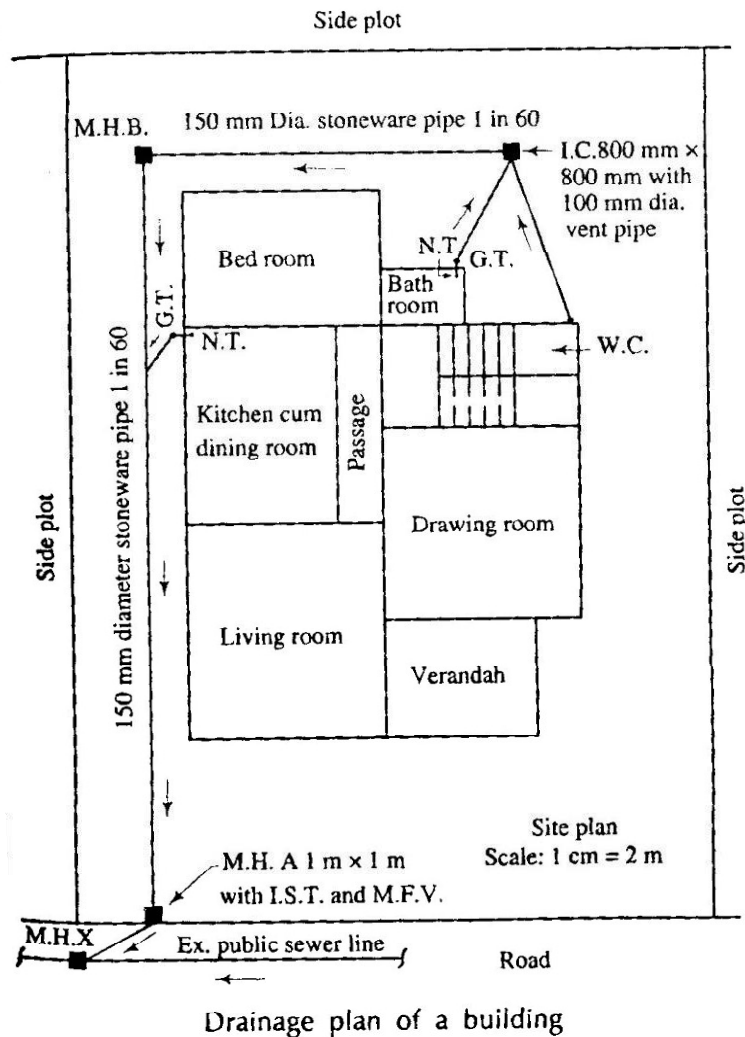 Side plot
M.H.B.
150 mm Dia. stoneware pipe 1 in 60
I.C.800 mm ×
800 mm with
100 mm dia.
vent pipe
N.T.
G.T.
Bed room
Bath
room
G.T.
N.T.
W.C.
Kitchen cum
dining room
Passage
Drawing room
Side plot
Side plot
150 mm diameter stoneware pipe 1 in 60
Living room
Verandah
Site plan
Scale: 1 cm = 2 m
M.H. A 1 m × 1 m
with I.S.T. and M.F.V.
M.H.X
Ex. public sewer line
Road
Drainage plan of a building